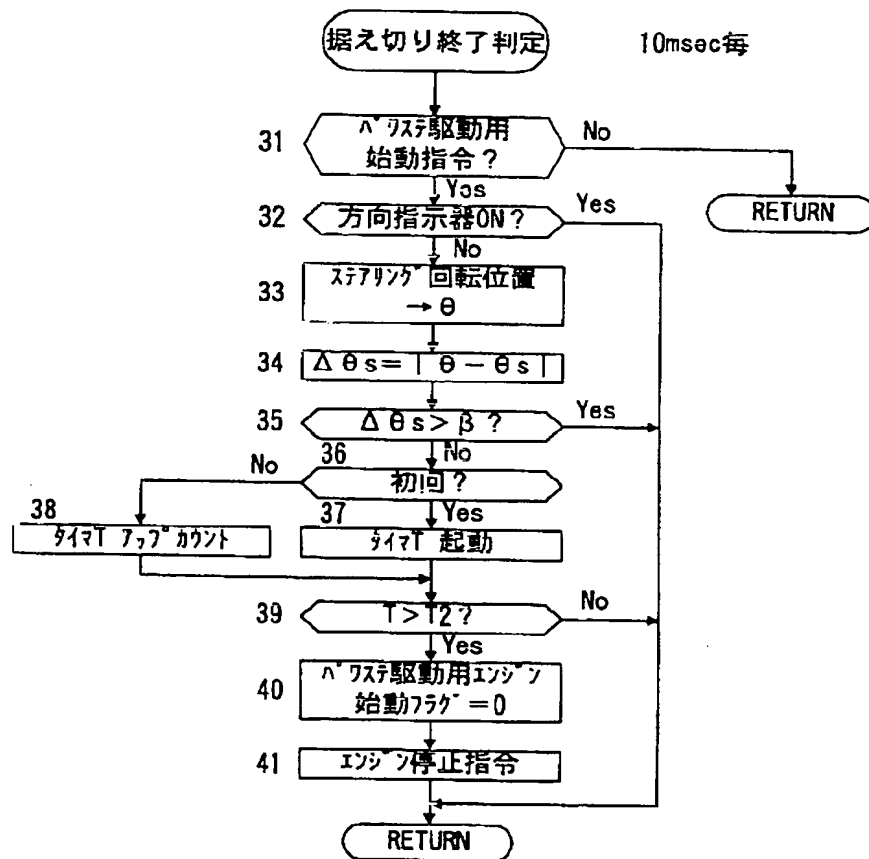 据え切り終了判定
10msec毎
31
パワステ駆動用
始動指令?
No
Yes
RETURN
32
方向指示器ON?
Yes
No
33
ステアリング回転位置
→ θ
34
Δθs=|θ-θs|
35
Δθs>β?
Yes
No
36
初回?
No
Yes
38
タイマT アップカウント
37
タイマT 起動
39
T>T2?
No
Yes
40
パワステ駆動用エンジン
始動フラグ=0
41
エンジン停止指令
RETURN